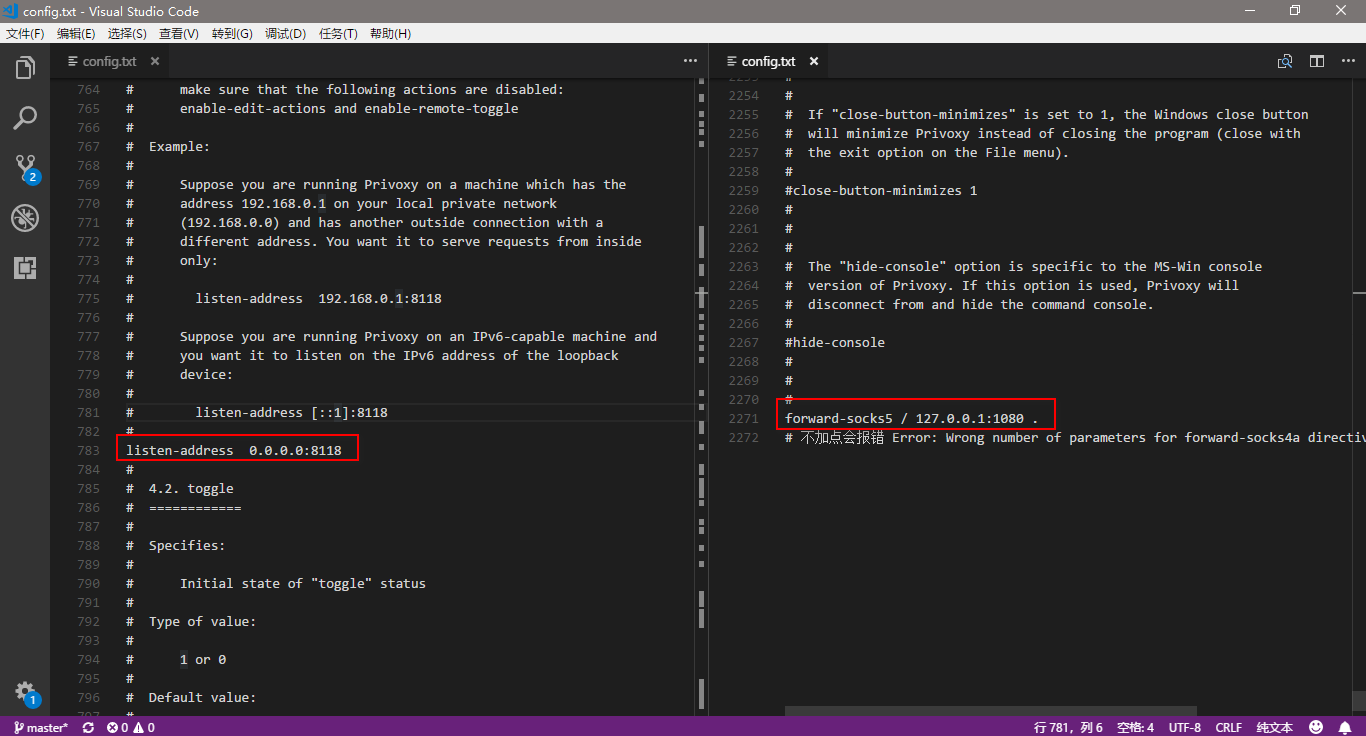 config.txt - Visual Studio Code
文件(F) 编辑(E) 选择(S) 查看(V) 转到(G) 调试(D) 任务(T) 帮助(H)
config.txt
764 # make sure that the following actions are disabled:
765 # enable-edit-actions and enable-remote-toggle
766 #
767 # Example:
768 #
769 # Suppose you are running Privoxy on a machine which has the
770 # address 192.168.0.1 on your local private network
771 # (192.168.0.0) and has another outside connection with a
772 # different address. You want it to serve requests from inside
773 # only:
774 #
775 # listen-address  192.168.0.1:8118
776 #
777 # Suppose you are running Privoxy on an IPv6-capable machine and
778 # you want it to listen on the IPv6 address of the loopback
779 # device:
780 #
781 # listen-address [::1]:8118
782 #
783 listen-address  0.0.0.0:8118
784 #
785 # 4.2. toggle
786 # ============
787 #
788 # Specifies:
789 #
790 # Initial state of "toggle" status
791 #
792 # Type of value:
793 #
794 # 1 or 0
795 #
796 # Default value:
797 #
config.txt
2253 #
2254 #
2255 # If "close-button-minimizes" is set to 1, the Windows close button
2256 # will minimize Privoxy instead of closing the program (close with
2257 # the exit option on the File menu).
2258 #
2259 #close-button-minimizes 1
2260 #
2261 #
2262 #
2263 # The "hide-console" option is specific to the MS-Win console
2264 # version of Privoxy. If this option is used, Privoxy will
2265 # disconnect from and hide the command console.
2266 #
2267 #hide-console
2268 #
2269 #
2270 #
2271 forward-socks5 / 127.0.0.1:1080 .
2272 # 不加点会报错 Error: Wrong number of parameters for forward-socks4a directiv
2
1
master* 0 0 行 781，列 6 空格: 4 UTF-8 CRLF 纯文本